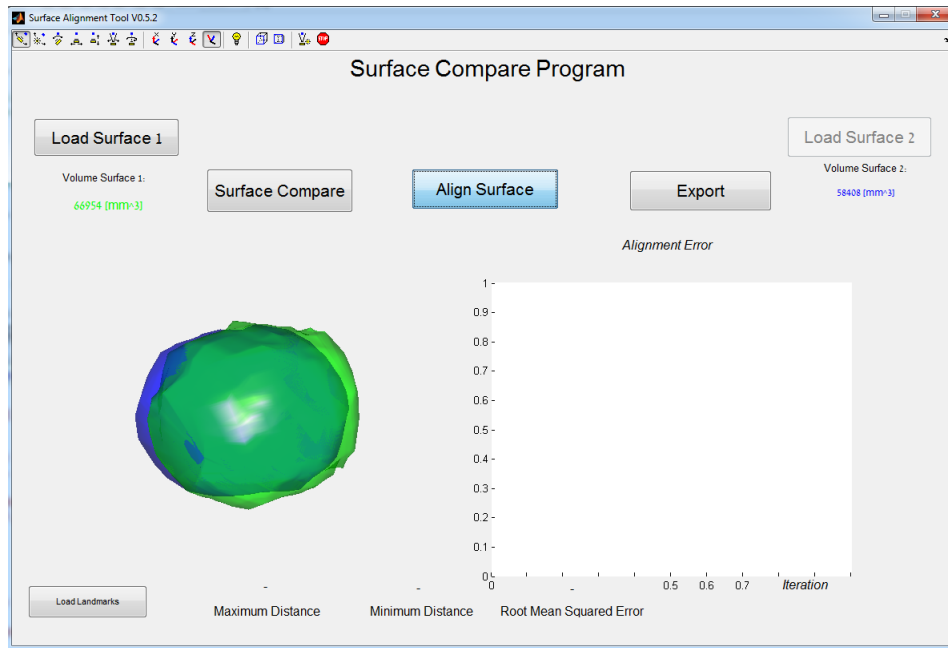 Surface Alignment Tool V0.5.2
Surface Compare Program
Load Surface 1
Load Surface 2
Volume Surface 1:
66954 [mm^3]
Volume Surface 2:
58408 [mm^3]
Surface Compare
Align Surface
Export
Alignment Error
1
0.9
0.8
0.7
0.6
0.5
0.4
0.3
0.2
0.1
0
0 0.5 0.6 0.7 Iteration
- - -
Load Landmarks
Maximum Distance Minimum Distance Root Mean Squared Error